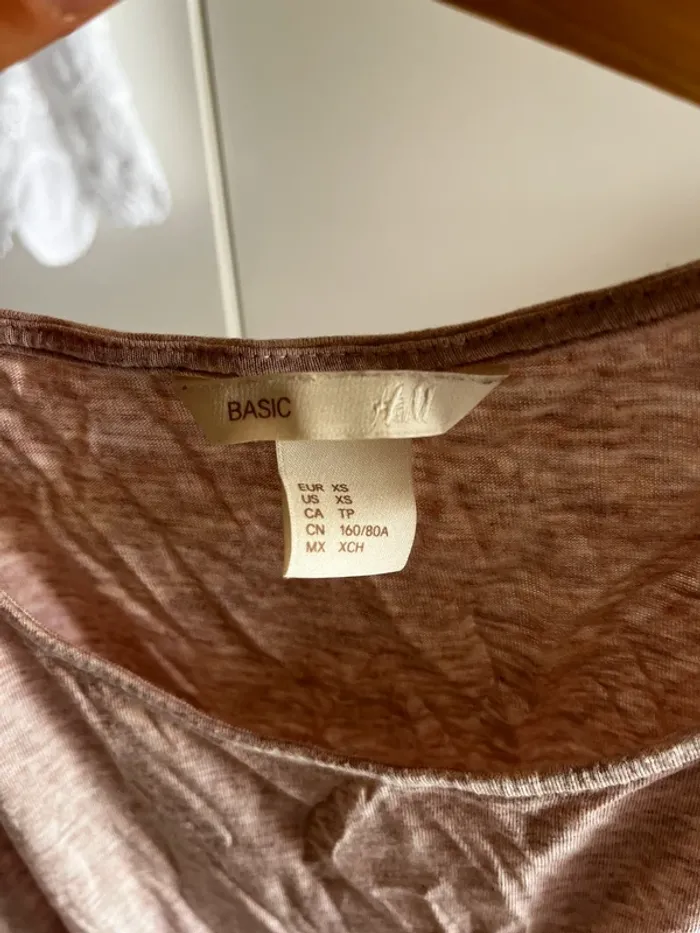 BASIC H&M
EUR XS
US XS
CA TP
CN 160/80A
MX XCH